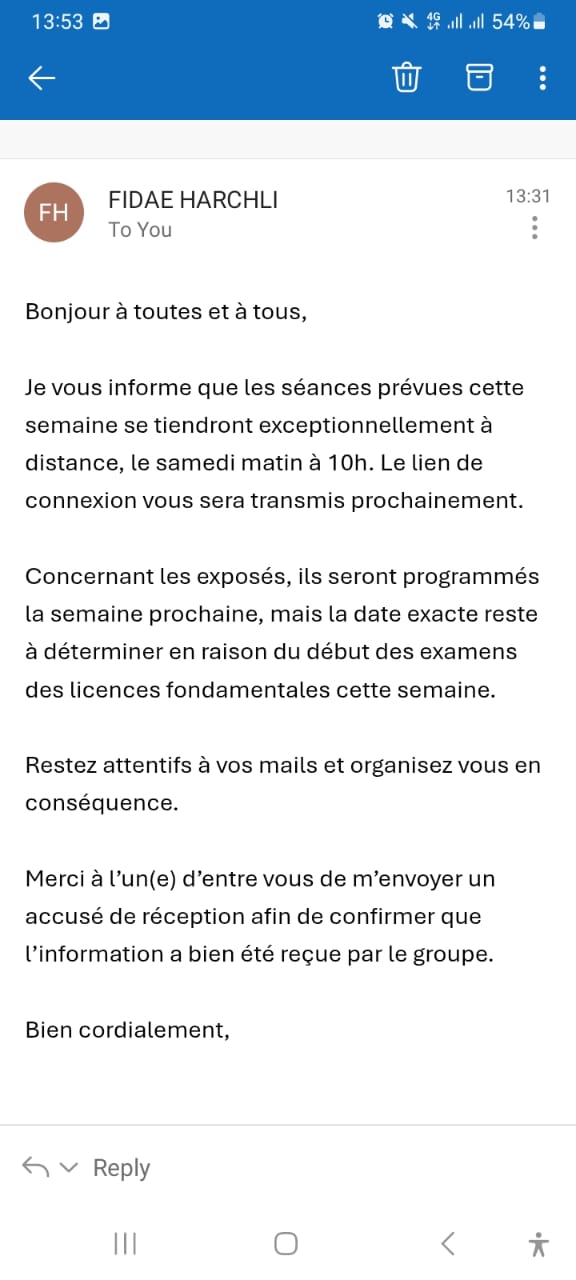 13:53 4G 54%
FH
FIDAE HARCHLI
13:31
To You
Bonjour à toutes et à tous,
Je vous informe que les séances prévues cette
semaine se tiendront exceptionnellement à
distance, le samedi matin à 10h. Le lien de
connexion vous sera transmis prochainement.
Concernant les exposés, ils seront programmés
la semaine prochaine, mais la date exacte reste
à déterminer en raison du début des examens
des licences fondamentales cette semaine.
Restez attentifs à vos mails et organisez vous en
conséquence.
Merci à l’un(e) d’entre vous de m’envoyer un
accusé de réception afin de confirmer que
l’information a bien été reçue par le groupe.
Bien cordialement,
Reply